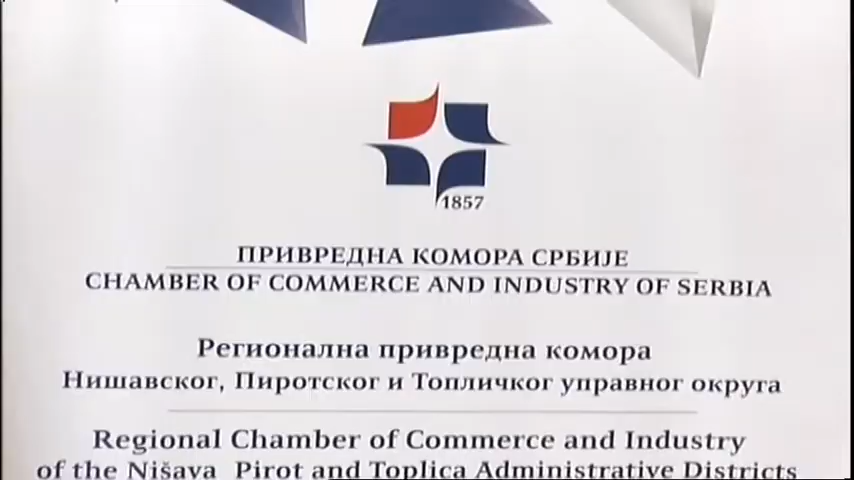 1857
ПРИВРЕДНА КОМОРА СРБИЈЕ
CHAMBER OF COMMERCE AND INDUSTRY OF SERBIA
Регионална привредна комора
Нишавског, Пиротског и Топличког управног округа
Regional Chamber of Commerce and Industry
of the Nišava Pirot and Toplica Administrative Districts